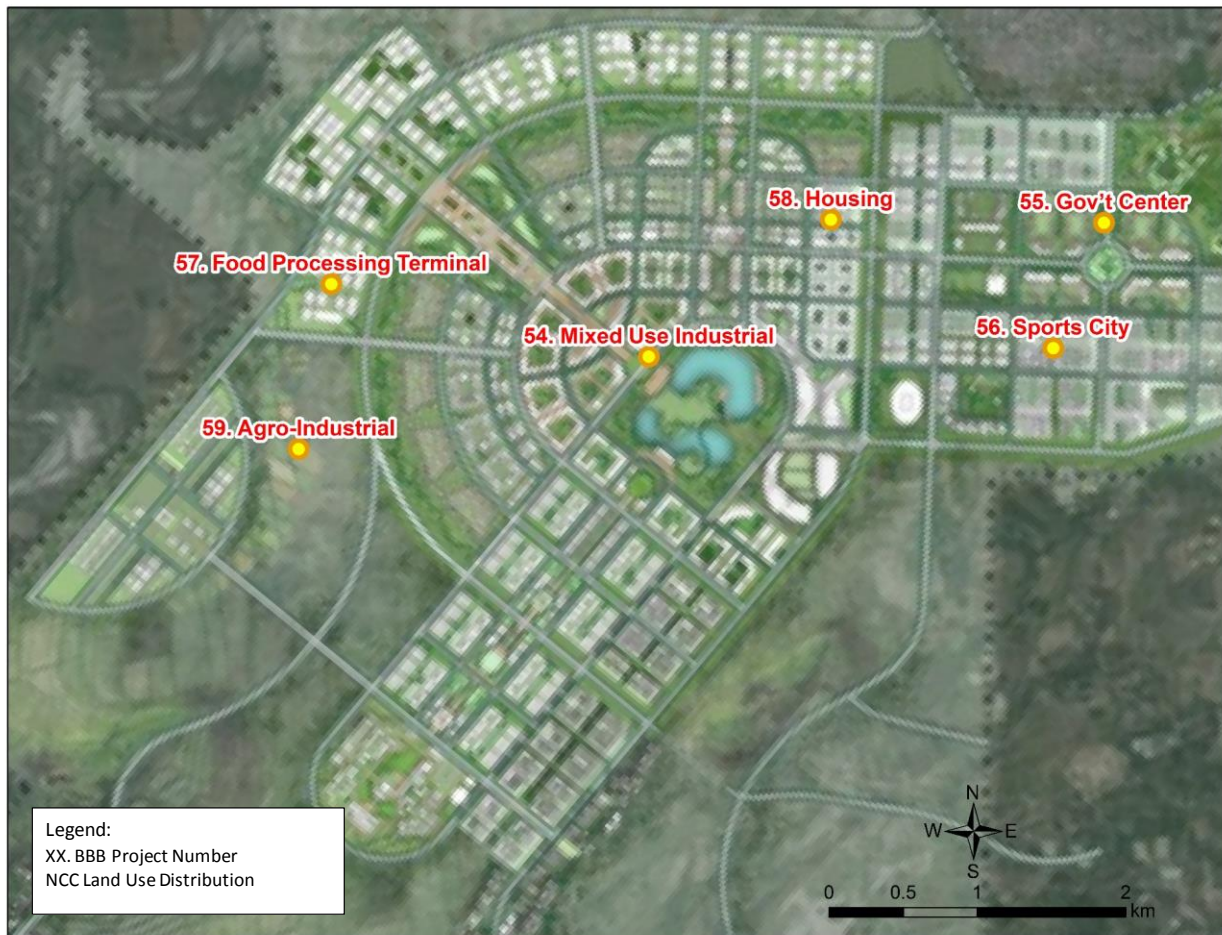 58. Housing
55. Gov't Center
57. Food Processing Terminal
54. Mixed Use Industrial
56. Sports City
59. Agro-Industrial
Legend:
XX. BBB Project Number
NCC Land Use Distribution
N
W E
S
0 0.5 1 2
km